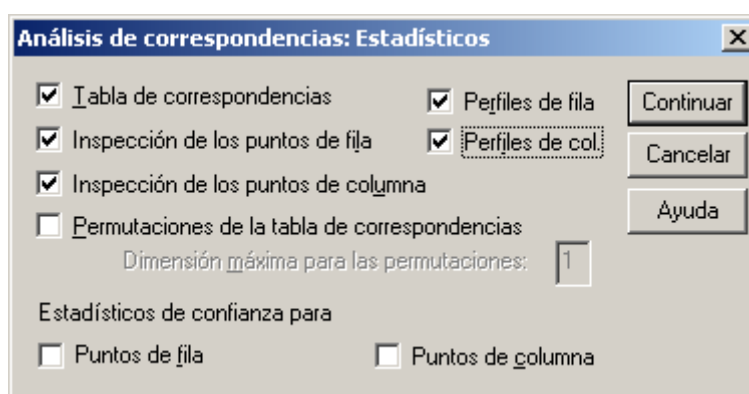 Análisis de correspondencias: Estadísticos
Tabla de correspondencias
Perfiles de fila
Continuar
Inspección de los puntos de fila
Perfiles de col.
Cancelar
Inspección de los puntos de columna
Permutaciones de la tabla de correspondencias
Ayuda
Dimensión máxima para las permutaciones: 1
Estadísticos de confianza para
Puntos de fila
Puntos de columna